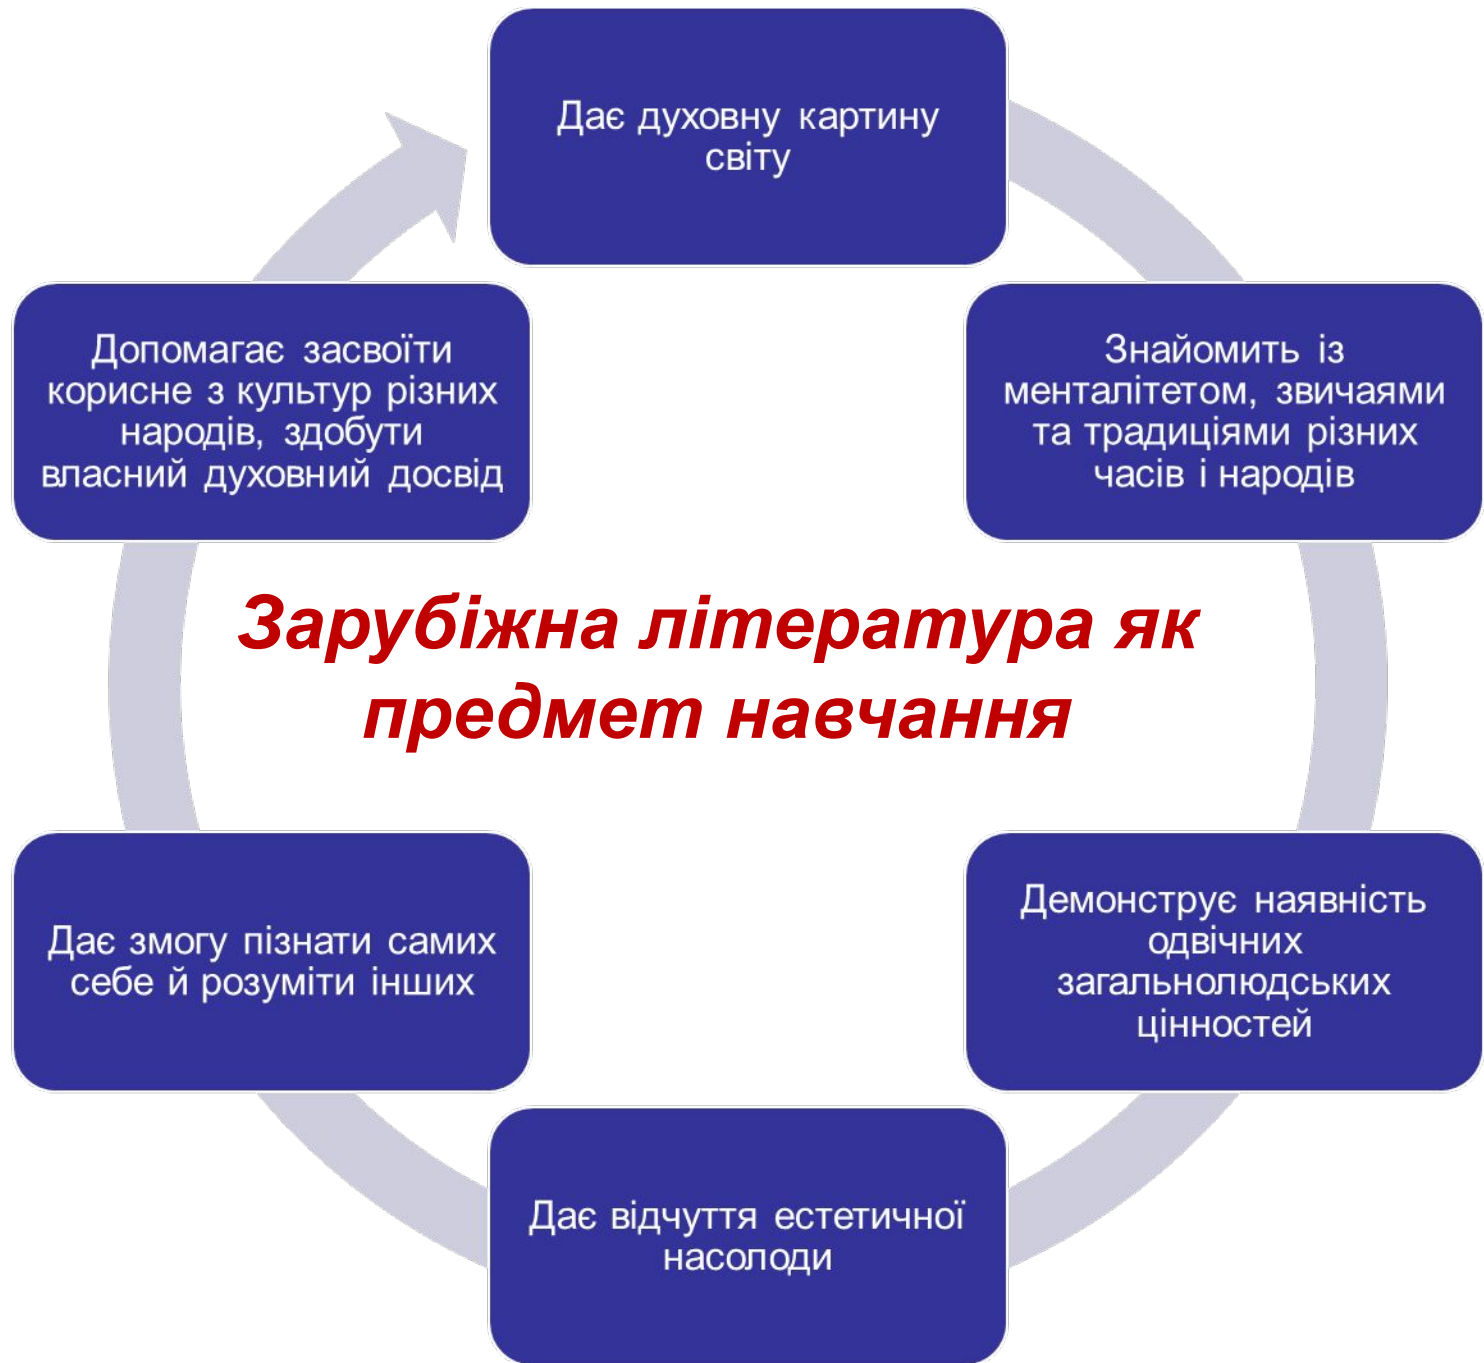 Дає духовну картину
світу
Знайомить із
менталітетом, звичаями
та традиціями різних
часів і народів
Демонструє наявність
одвічних
загальнолюдських
цінностей
Дає відчуття естетичної
насолоди
Дає змогу пізнати самих
себе й розуміти інших
Допомагає засвоїти
корисне з культур різних
народів, здобути
власний духовний досвід
Зарубіжна література як
предмет навчання